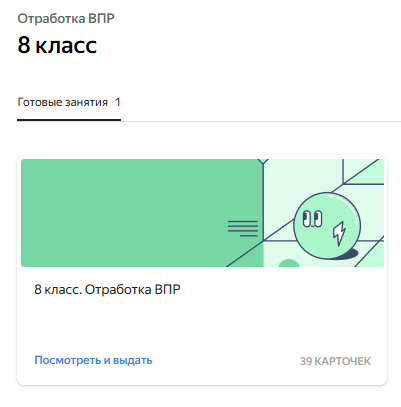 Отработка ВПР
8 класс
Готовые занятия 1
8 класс. Отработка ВПР
Посмотреть и выдать
39 КАРТОЧЕК